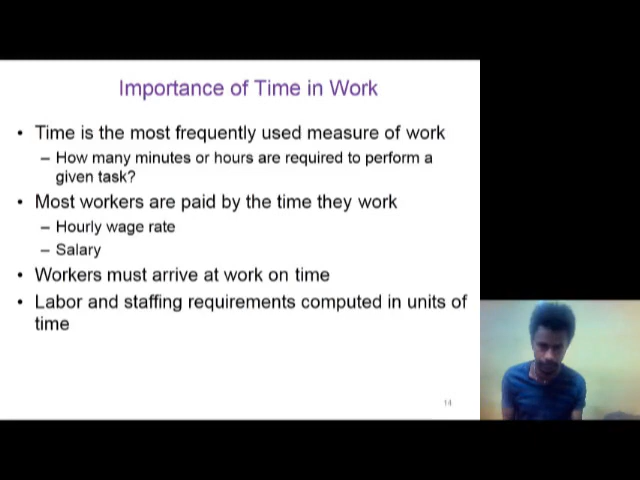 Importance of Time in Work
• Time is the most frequently used measure of work
– How many minutes or hours are required to perform a
given task?
• Most workers are paid by the time they work
– Hourly wage rate
– Salary
• Workers must arrive at work on time
• Labor and staffing requirements computed in units of
time
14